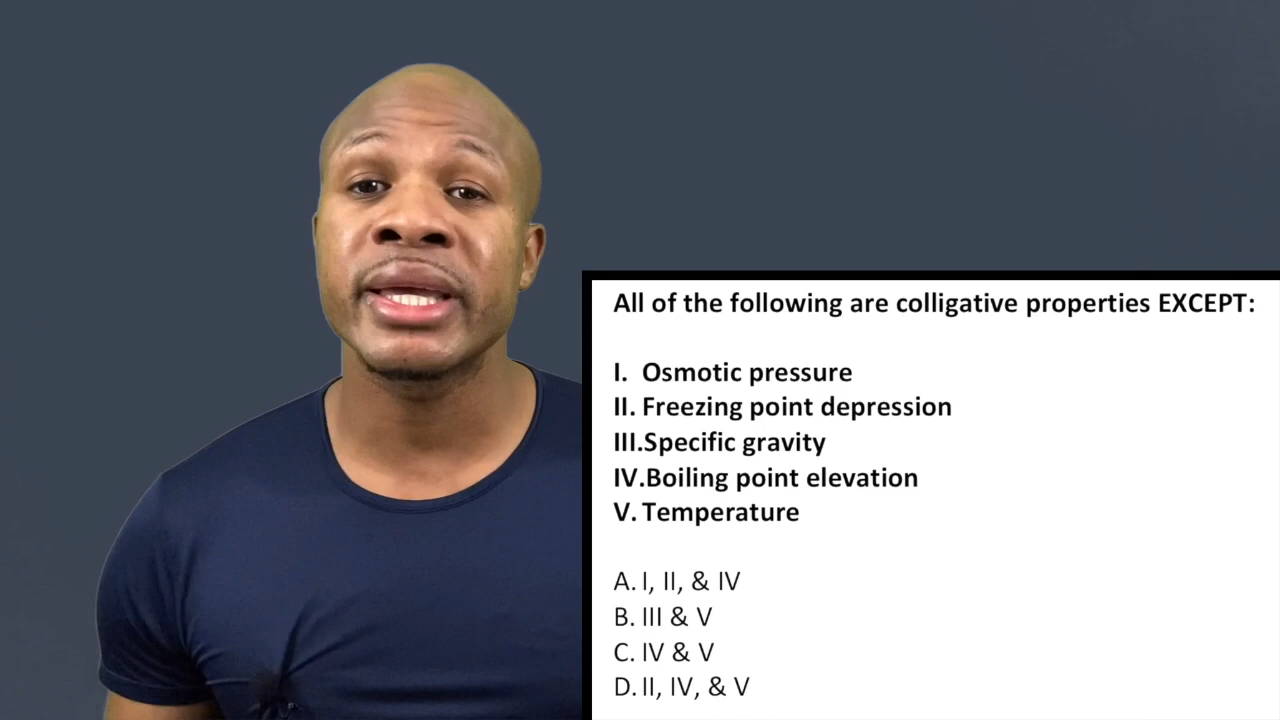 All of the following are colligative properties EXCEPT:
I. Osmotic pressure
II. Freezing point depression
III.Specific gravity
IV.Boiling point elevation
V. Temperature
A. I, II, & IV
B. III & V
C. IV & V
D. II, IV, & V